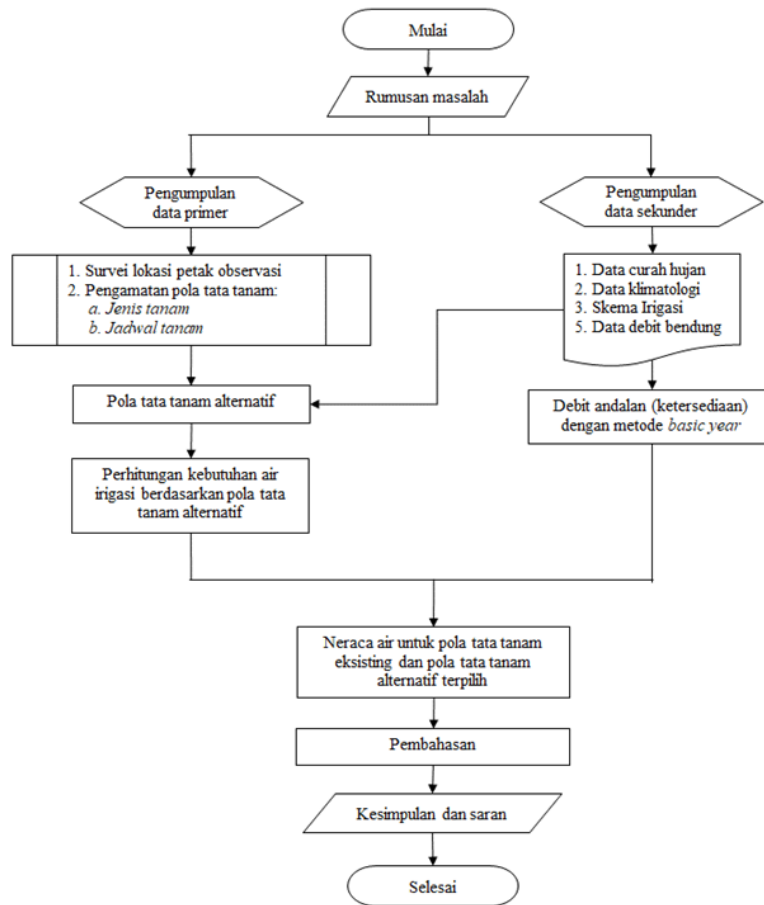 Mulai
Rumusan masalah
Pengumpulan
data primer
Pengumpulan
data sekunder
1. Survei lokasi petak observasi
2. Pengamatan pola tata tanam:
a. Jenis tanam
b. Jadwal tanam
1. Data curah hujan
2. Data klimatologi
3. Skema Irigasi
5. Data debit bendung
Pola tata tanam alternatif
Debit andalan (ketersediaan)
dengan metode basic year
Perhitungan kebutuhan air
irigasi berdasarkan pola tata
tanam alternatif
Neraca air untuk pola tata tanam
eksisting dan pola tata tanam
alternatif terpilih
Pembahasan
Kesimpulan dan saran
Selesai